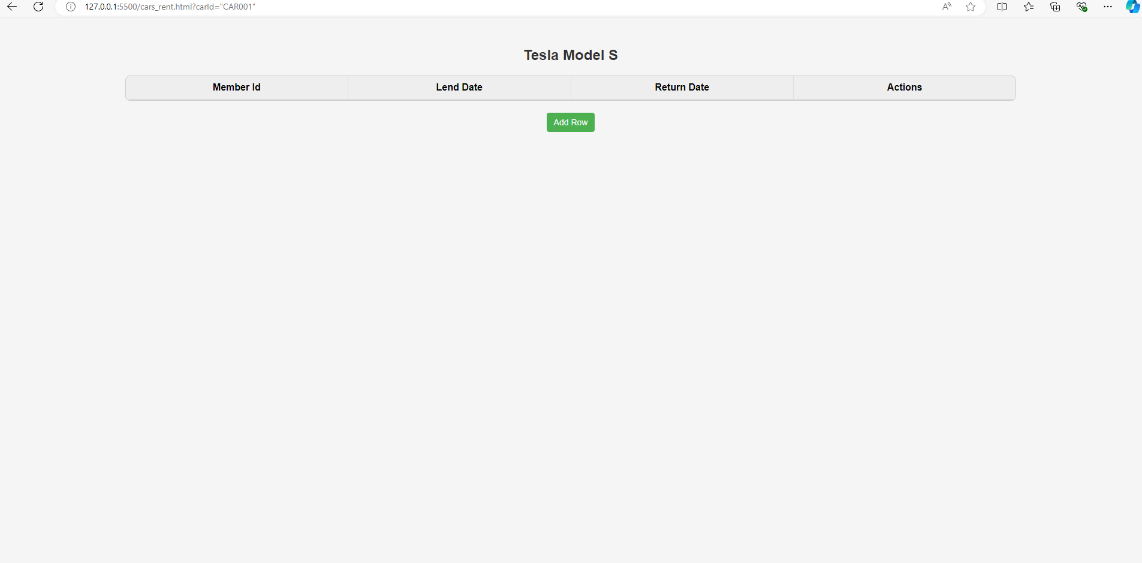 127.0.0.1:5500/cars_rent.html?carId="CAR001"
Tesla Model S
Member Id Lend Date Return Date Actions
Add Row